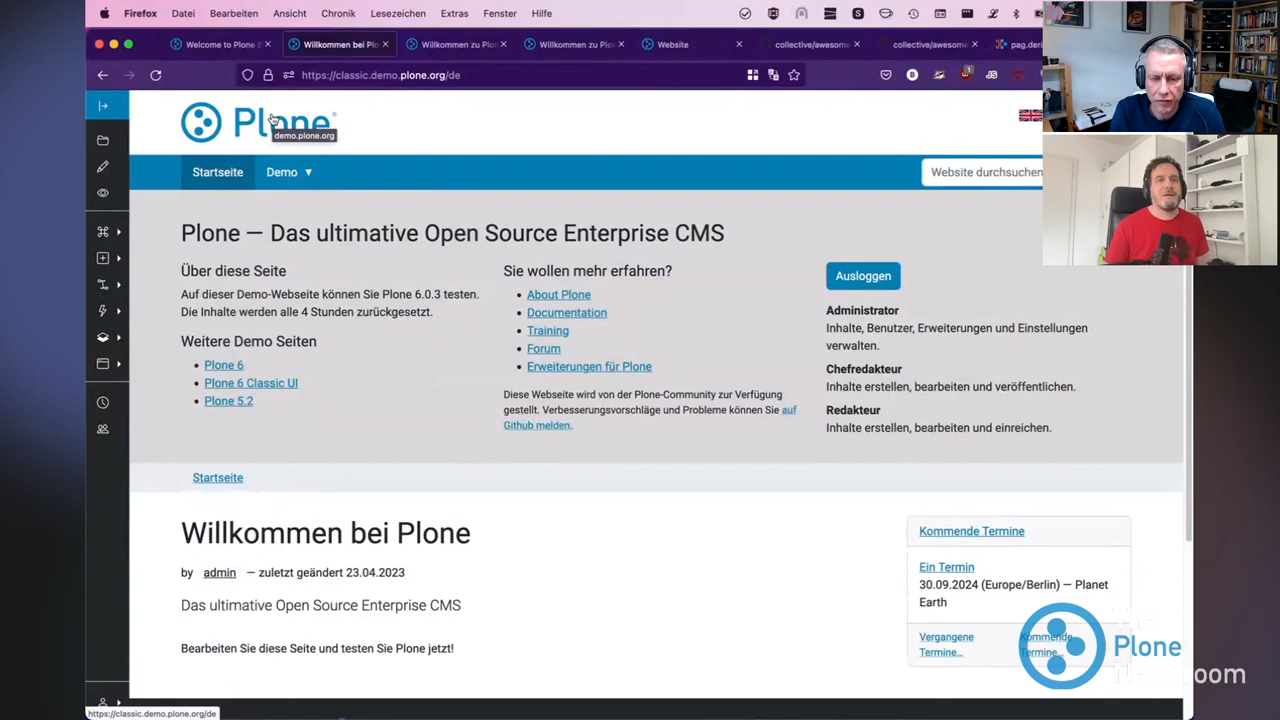 Firefox Datei Bearbeiten Ansicht Chronik Lesezeichen Extras Fenster Hilfe
Welcome to Plone Willkommen bei Plo Willkommen zu Plon Willkommen zu Plon Website collective/awesome collective/awesome pag.deri
https://classic.demo.plone.org/de
Plone
demo.plone.org
Startseite Demo ▼ Website durchsuchen
Plone — Das ultimative Open Source Enterprise CMS
Über diese Seite
Auf dieser Demo-Webseite können Sie Plone 6.0.3 testen.
Die Inhalte werden alle 4 Stunden zurückgesetzt.
Weitere Demo Seiten
• Plone 6
• Plone 6 Classic UI
• Plone 5.2
Sie wollen mehr erfahren?
• About Plone
• Documentation
• Training
• Forum
• Erweiterungen für Plone
Diese Webseite wird von der Plone-Community zur Verfügung
gestellt. Verbesserungsvorschläge und Probleme können Sie auf
Github melden.
Ausloggen
Administrator
Inhalte, Benutzer, Erweiterungen und Einstellungen
verwalten.
Chefredakteur
Inhalte erstellen, bearbeiten und veröffentlichen.
Redakteur
Inhalte erstellen, bearbeiten und einreichen.
Startseite
Willkommen bei Plone
by admin — zuletzt geändert 23.04.2023
Das ultimative Open Source Enterprise CMS
Bearbeiten Sie diese Seite und testen Sie Plone jetzt!
Kommende Termine
Ein Termin
30.09.2024 (Europe/Berlin) — Planet
Earth
Vergangene
Termine…
Kommende
Termine…
The
Plone
Newsroom
https://classic.demo.plone.org/de